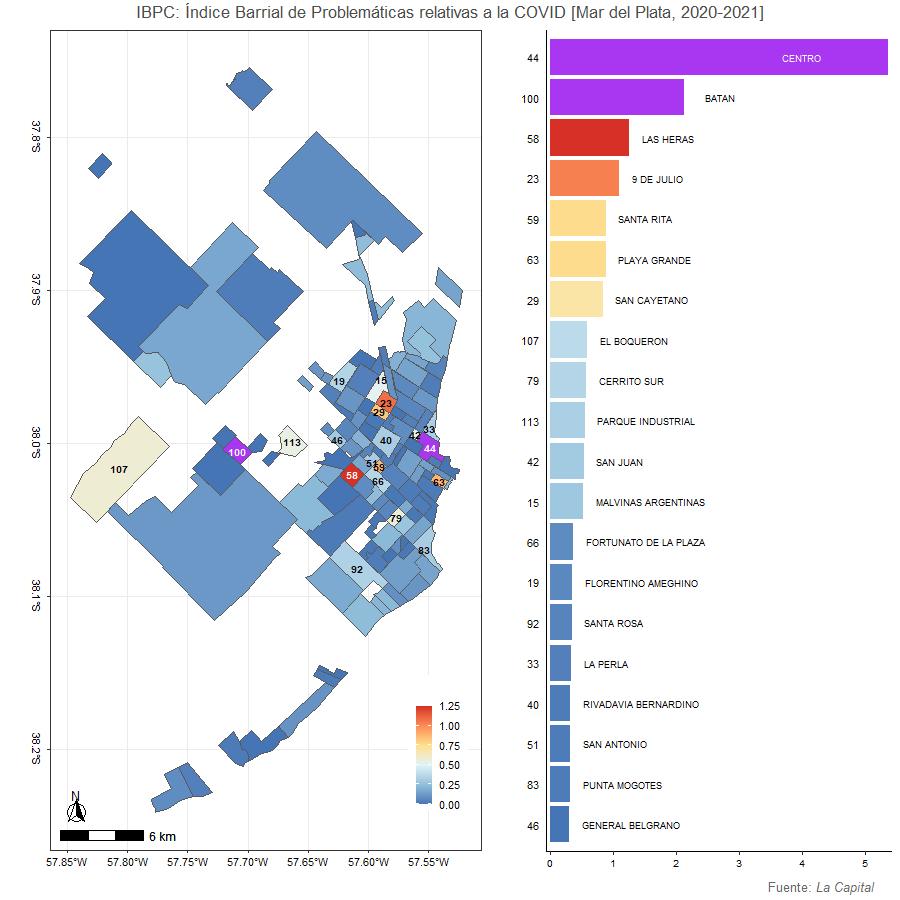 IBPC: Índice Barrial de Problemáticas relativas a la COVID [Mar del Plata, 2020-2021]
37.8°S
37.9°S
38.0°S
38.1°S
38.2°S
57.85°W
57.80°W
57.75°W
57.70°W
57.65°W
57.60°W
57.55°W
19
15
23
29
33
42
44
46
40
113
100
107
51
59
58
66
63
79
83
92
1.25
1.00
0.75
0.50
0.25
0.00
N
6 km
44 CENTRO
100 BATAN
58 LAS HERAS
23 9 DE JULIO
59 SANTA RITA
63 PLAYA GRANDE
29 SAN CAYETANO
107 EL BOQUERON
79 CERRITO SUR
113 PARQUE INDUSTRIAL
42 SAN JUAN
15 MALVINAS ARGENTINAS
66 FORTUNATO DE LA PLAZA
19 FLORENTINO AMEGHINO
92 SANTA ROSA
33 LA PERLA
40 RIVADAVIA BERNARDINO
51 SAN ANTONIO
83 PUNTA MOGOTES
46 GENERAL BELGRANO
0 1 2 3 4 5
Fuente: La Capital